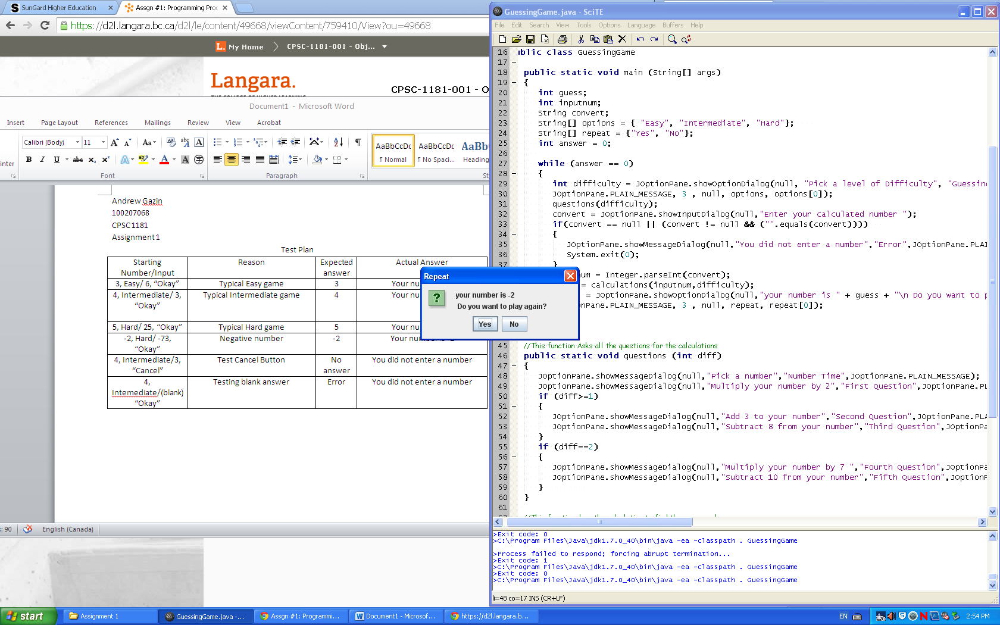 SunGard Higher Education
Assgn #1: Programming Proc
https://d2l.langara.bc.ca/d2l/le/content/49668/viewContent/759410/View?ou=49668
L. My Home
CPSC-1181-001 - Obj...
Langara.
THE COLLEGE OF HIGHER LEARNING
CPSC-1181-001 - O
Document1 - Microsoft Word
Insert Page Layout References Mailings Review View Acrobat
Calibri (Body) 11
AaBbCcDc AaBbCcDc AaBb
¶ Normal ¶ No Spaci... Heading
inter
Font Paragraph
Andrew Gazin
100207068
CPSC1181
Assignment1
Test Plan
Starting Number/Input Reason Expected answer Actual Answer
3, Easy/ 6, “Okay” Typical Easy game 3 Your nu
4, Intermediate/ 3, “Okay” Typical Intermediate game 4 Your nu
5, Hard/ 25, “Okay” Typical Hard game 5 Your nu
-2, Hard/ -73, “Okay” Negative number -2
4, Intermediate/3, “Cancel” Test Cancel Button No answer You did not enter a number
4, Intemediate/(blank) “Okay” Testing blank answer Error You did not enter a number
: 90 English (Canada)
GuessingGame.java - SciTE
File Edit Search View Tools Options Language Buffers Help
16 ublic class GuessingGame
17
18 public static void main (String[] args)
19 {
20 int guess;
21 int inputnum;
22 String convert;
23 String[] options = { "Easy", "Intermediate", "Hard"};
24 String[] repeat = {"Yes", "No"};
25 int answer = 0;
26
27 while (answer == 0)
28 {
29 int difficulty = JOptionPane.showOptionDialog(null, "Pick a level of Difficulty", "Guessin
30 JOptionPane.PLAIN_MESSAGE, 3 , null, options, options[0]);
31 questions(difficulty);
32 convert = JOptionPane.showInputDialog(null,"Enter your calculated number ");
33 if(convert == null || (convert != null && ("".equals(convert))))
34 {
35 JOptionPane.showMessageDialog(null,"You did not enter a number","Error",JOptionPane.PLAI
36 System.exit(0);
37 }
num = Integer.parseInt(convert);
= calculations(inputnum,difficulty);
= JOptionPane.showOptionDialog(null,"your number is " + guess + "\n Do you want to p
nPane.PLAIN_MESSAGE, 3 , null, repeat, repeat[0]);
Repeat
your number is -2
Do you want to play again?
Yes No
45 //This function Asks all the questions for the calculations
46 public static void questions (int diff)
47 {
48 JOptionPane.showMessageDialog(null,"Pick a number","Number Time",JOptionPane.PLAIN_MESSAGE);
49 JOptionPane.showMessageDialog(null,"Multiply your number by 2","First Question",JOptionPane.PL
50 if (diff>=1)
51 {
52 JOptionPane.showMessageDialog(null,"Add 3 to your number","Second Question",JOptionPane.PLA
53 JOptionPane.showMessageDialog(null,"Subtract 8 from your number","Third Question",JOptionPa
54 }
55 if (diff==2)
56 {
57 JOptionPane.showMessageDialog(null,"Multiply your number by 7 ","Fourth Question",JOptionPa
58 JOptionPane.showMessageDialog(null,"Subtract 10 from your number","Fifth Question",JOptionP
59 }
60 }
61
>Exit code: 0
>C:\Program Files\Java\jdk1.7.0_40\bin\java -ea -classpath . GuessingGame
>Process failed to respond; forcing abrupt termination...
>Exit code: 1
>C:\Program Files\Java\jdk1.7.0_40\bin\java -ea -classpath . GuessingGame
>Exit code: 0
>C:\Program Files\Java\jdk1.7.0_40\bin\java -ea -classpath . GuessingGame
li=48 co=17 INS (CR+LF)
start Assignment 1 GuessingGame.java -... Assgn #1: Programmi... Document1 - Microsof... https://d2l.langara.b... EN 2:54 PM